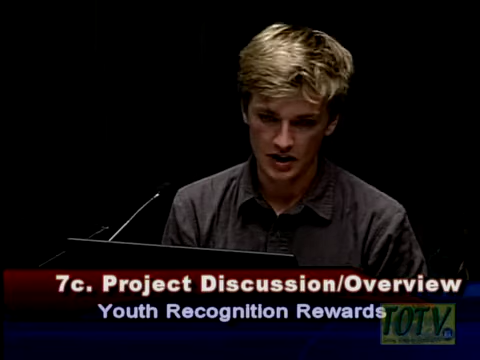 7c. Project Discussion/Overview
Youth Recognition Rewards
TOTV